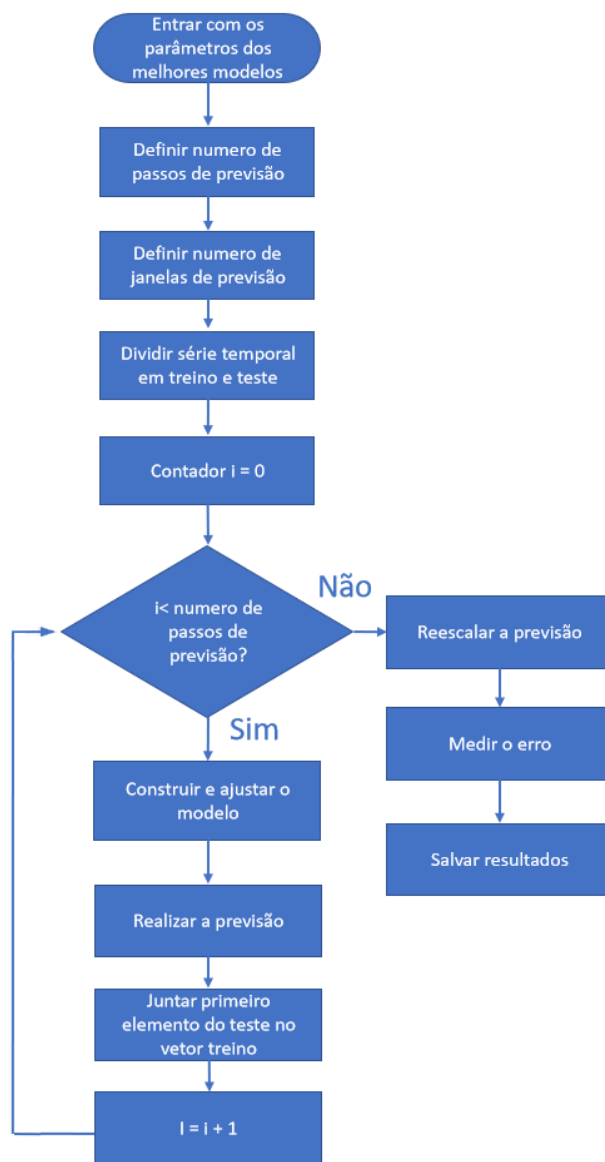 Entrar com os
parâmetros dos
melhores modelos
Definir numero de
passos de previsão
Definir numero de
janelas de previsão
Dividir série temporal
em treino e teste
Contador i = 0
i< numero de
passos de
previsão?
Não
Reescalar a previsão
Medir o erro
Salvar resultados
Sim
Construir e ajustar o
modelo
Realizar a previsão
Juntar primeiro
elemento do teste no
vetor treino
I = i + 1